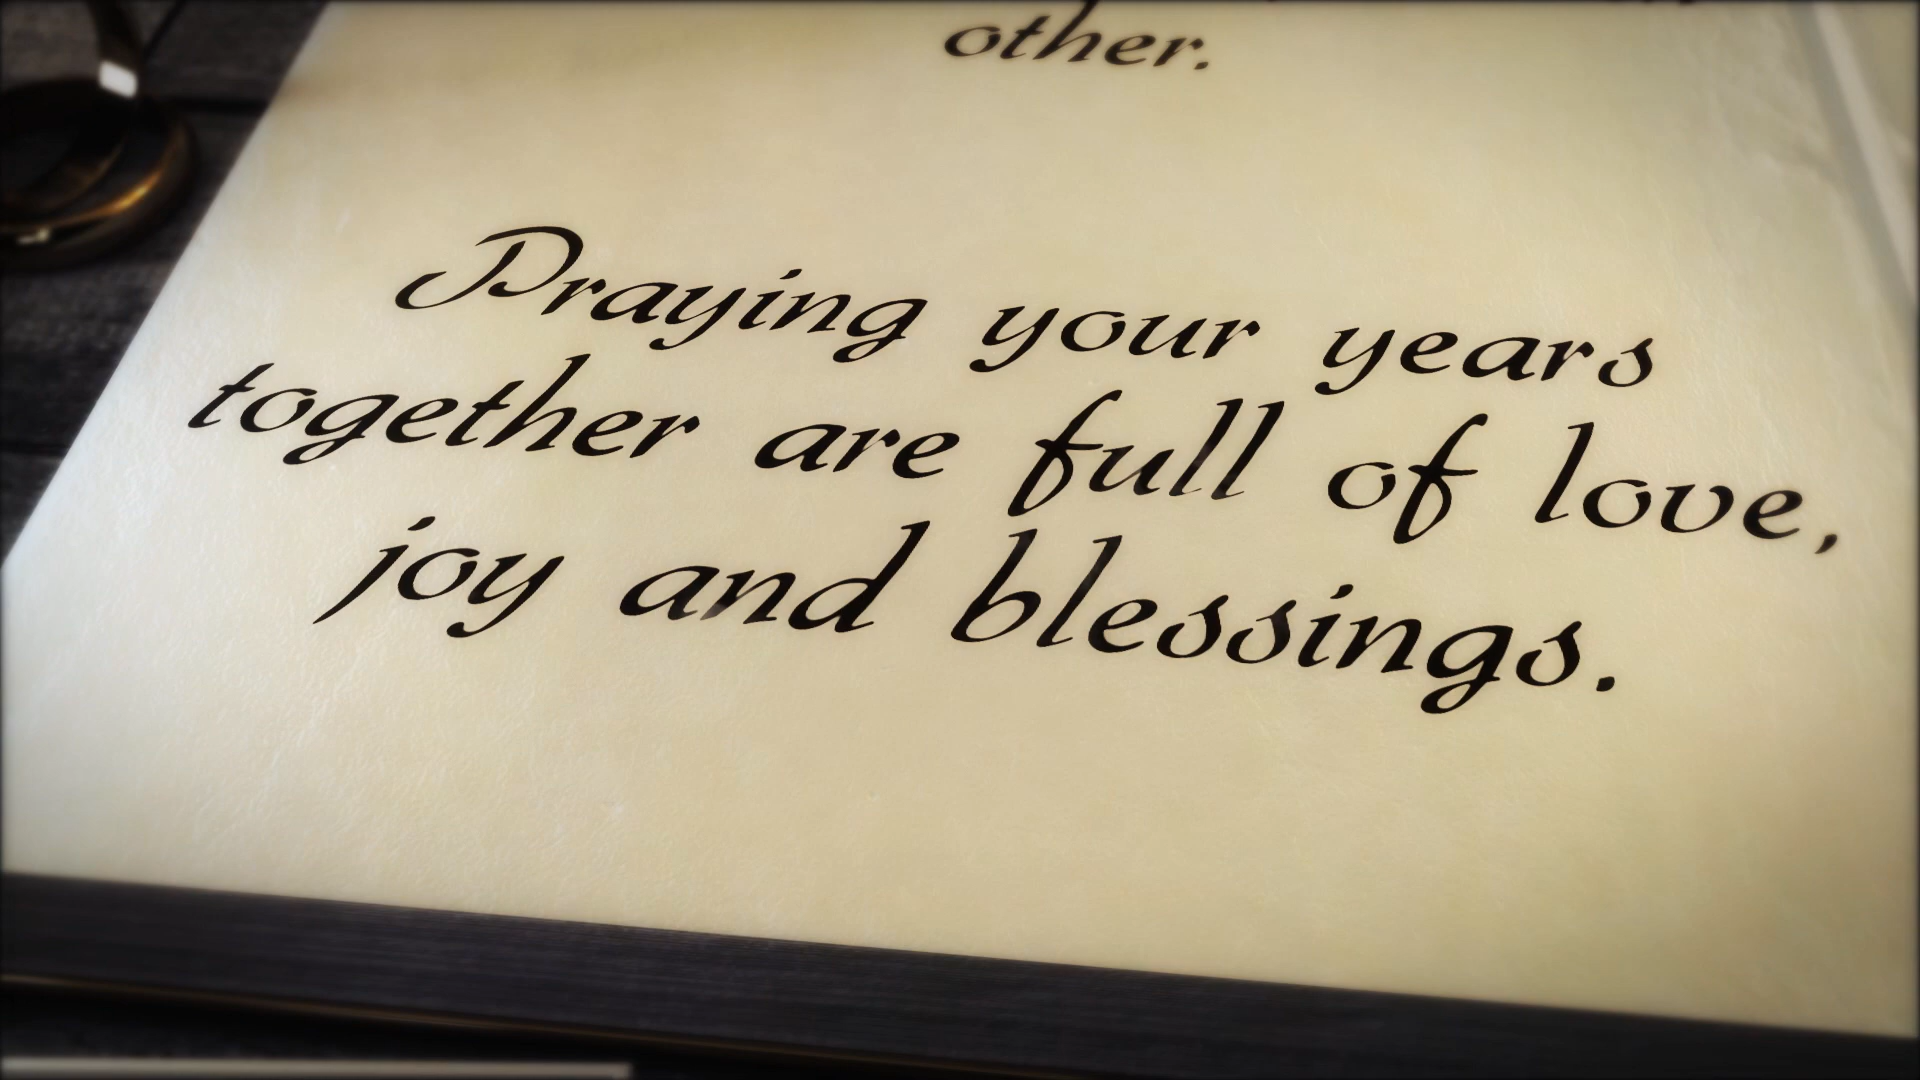 other.
Praying your years
together are full of love,
joy and blessings.